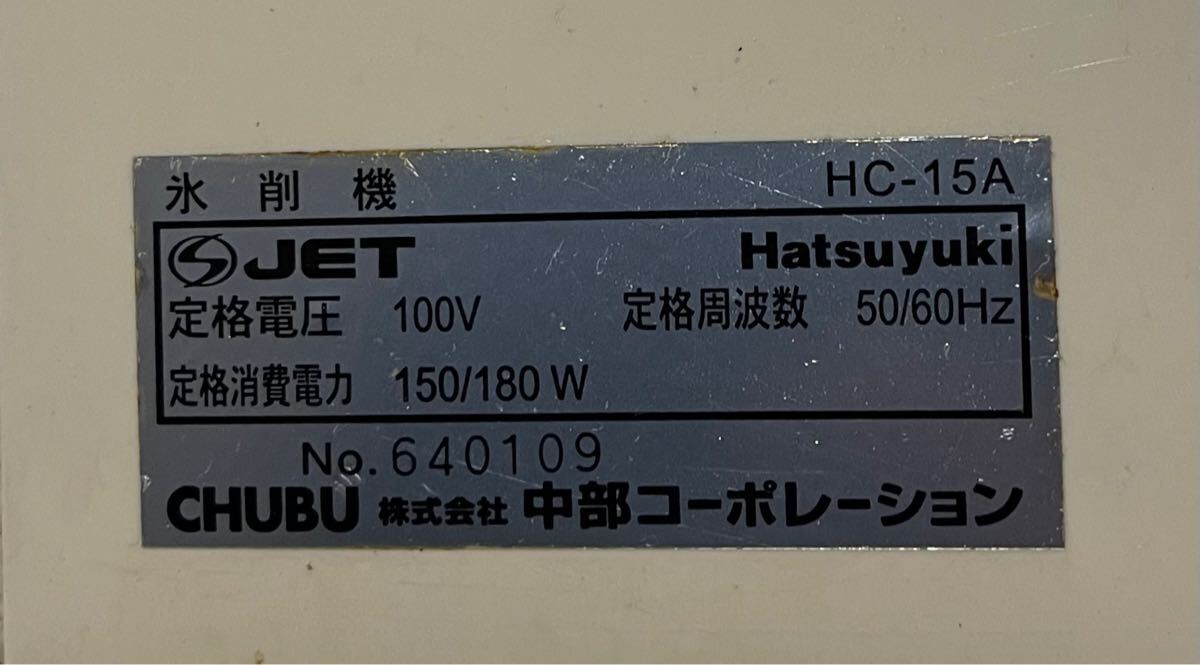 氷削機 HC-15A
JET Hatsuyuki
定格電圧 100V 定格周波数 50/60Hz
定格消費電力 150/180 W
No. 640109
CHUBU 株式会社 中部コーポレーション